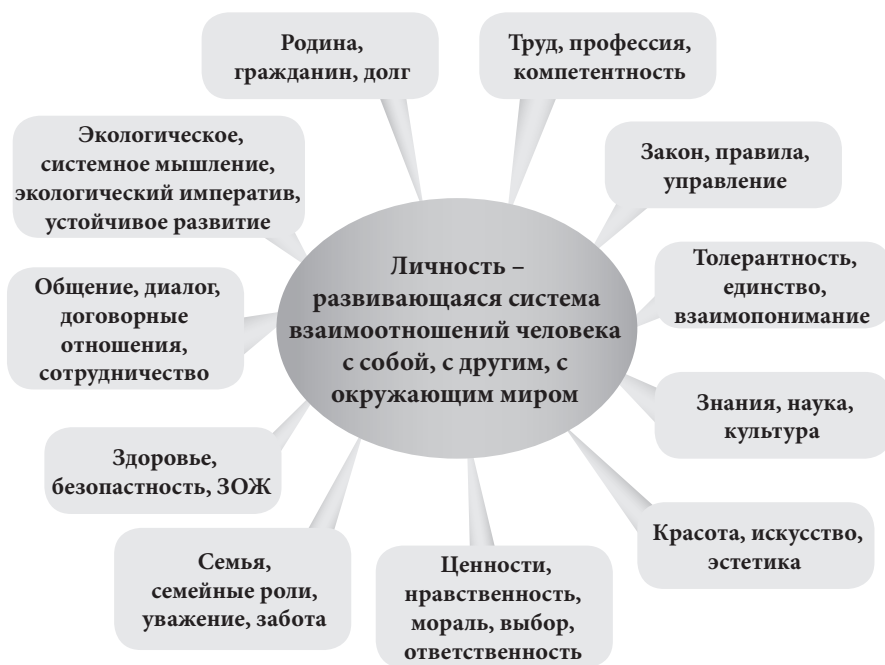 Родина,
гражданин, долг
Труд, профессия,
компетентность
Экологическое,
системное мышление,
экологический императив,
устойчивое развитие
Закон, правила,
управление
Личность –
развивающаяся система
взаимоотношений человека
с собой, с другим, с
окружающим миром
Толерантность,
единство,
взаимопонимание
Общение, диалог,
договорные
отношения,
сотрудничество
Знания, наука,
культура
Здоровье,
безопастность, ЗОЖ
Красота, искусство,
эстетика
Семья,
семейные роли,
уважение, забота
Ценности,
нравственность,
мораль, выбор,
ответственность